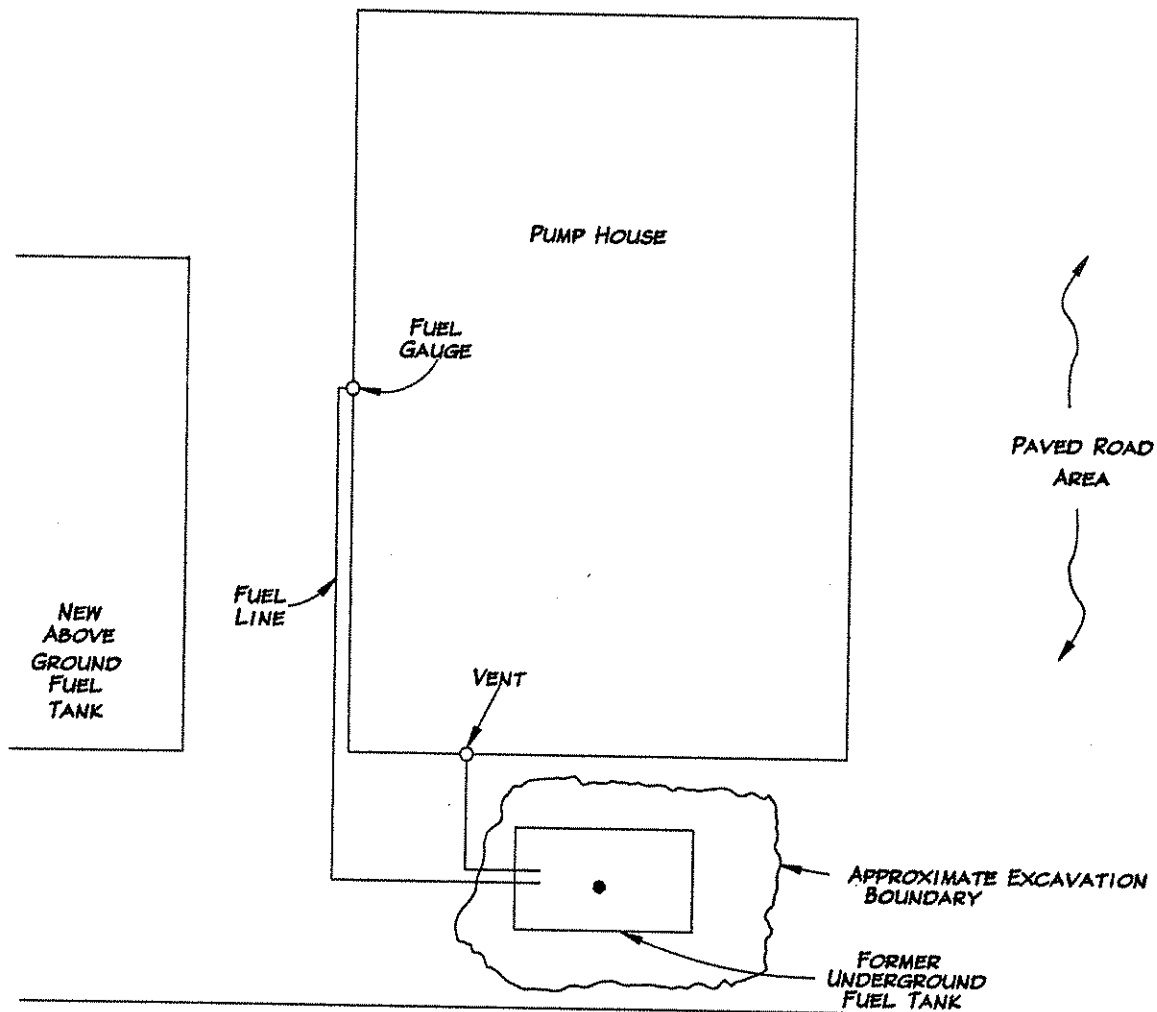 PUMP HOUSE
FUEL
GAUGE
PAVED ROAD
AREA
FUEL
LINE
NEW
ABOVE
GROUND
FUEL
TANK
VENT
APPROXIMATE EXCAVATION
BOUNDARY
FORMER
UNDERGROUND
FUEL TANK